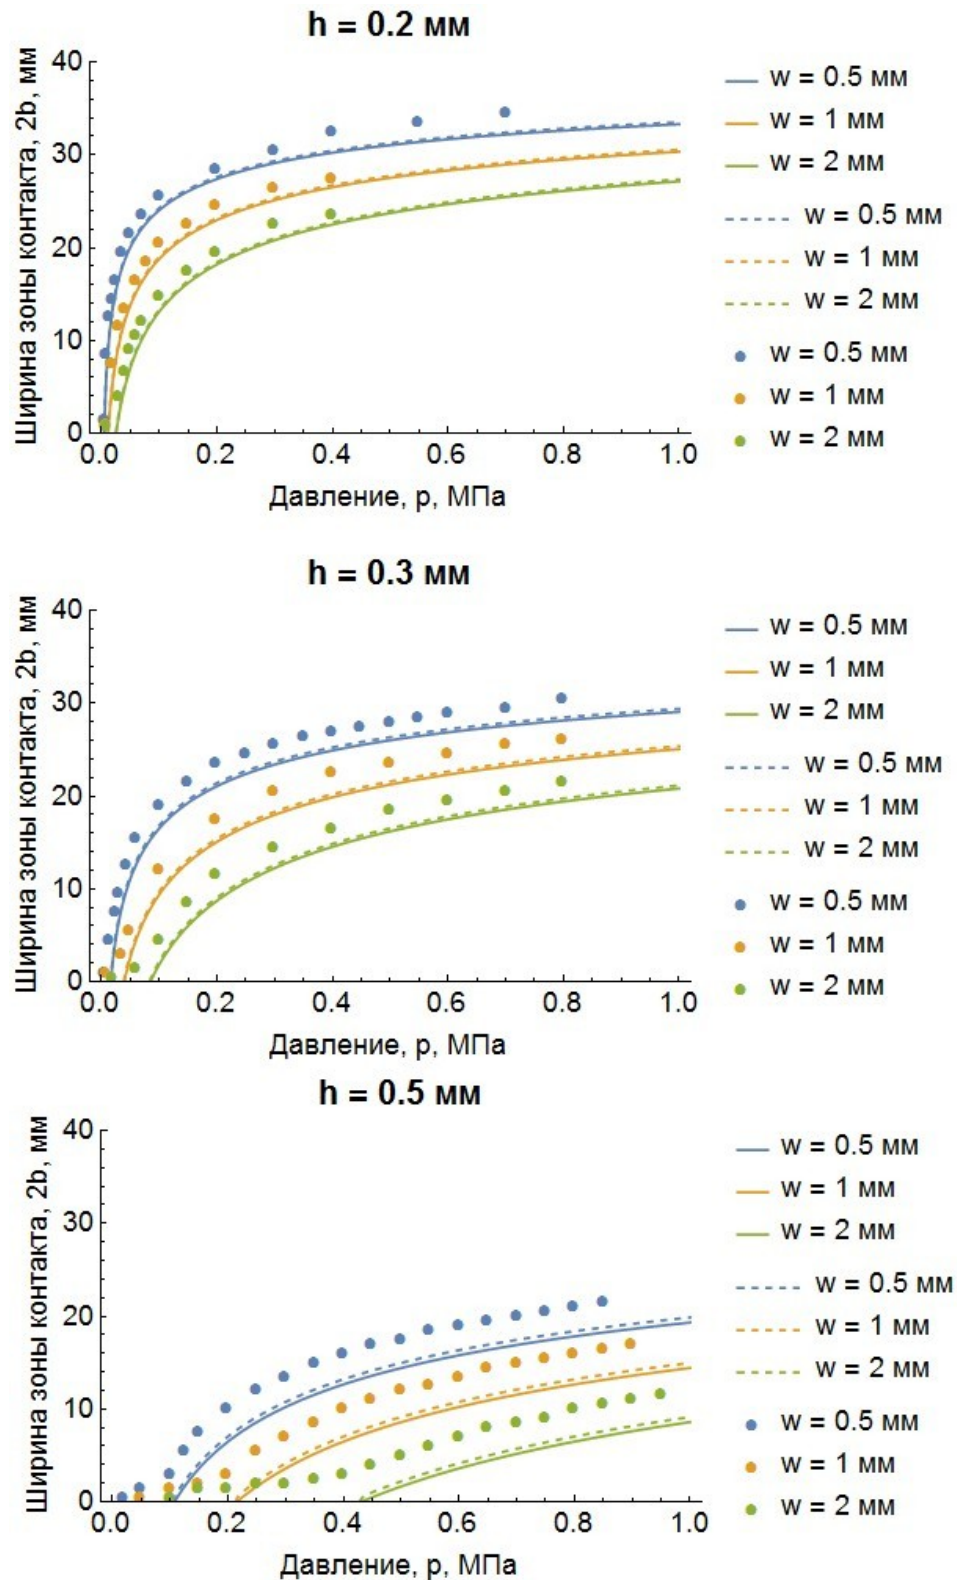 h = 0.2 мм
Ширина зоны контакта, 2b, мм
40
30
20
10
0
0.0 0.2 0.4 0.6 0.8 1.0
Давление, p, МПа
w = 0.5 мм
w = 1 мм
w = 2 мм
w = 0.5 мм
w = 1 мм
w = 2 мм
w = 0.5 мм
w = 1 мм
w = 2 мм
h = 0.3 мм
Ширина зоны контакта, 2b, мм
40
30
20
10
0
0.0 0.2 0.4 0.6 0.8 1.0
Давление, p, МПа
w = 0.5 мм
w = 1 мм
w = 2 мм
w = 0.5 мм
w = 1 мм
w = 2 мм
w = 0.5 мм
w = 1 мм
w = 2 мм
h = 0.5 мм
Ширина зоны контакта, 2b, мм
40
30
20
10
0
0.0 0.2 0.4 0.6 0.8 1.0
Давление, p, МПа
w = 0.5 мм
w = 1 мм
w = 2 мм
w = 0.5 мм
w = 1 мм
w = 2 мм
w = 0.5 мм
w = 1 мм
w = 2 мм